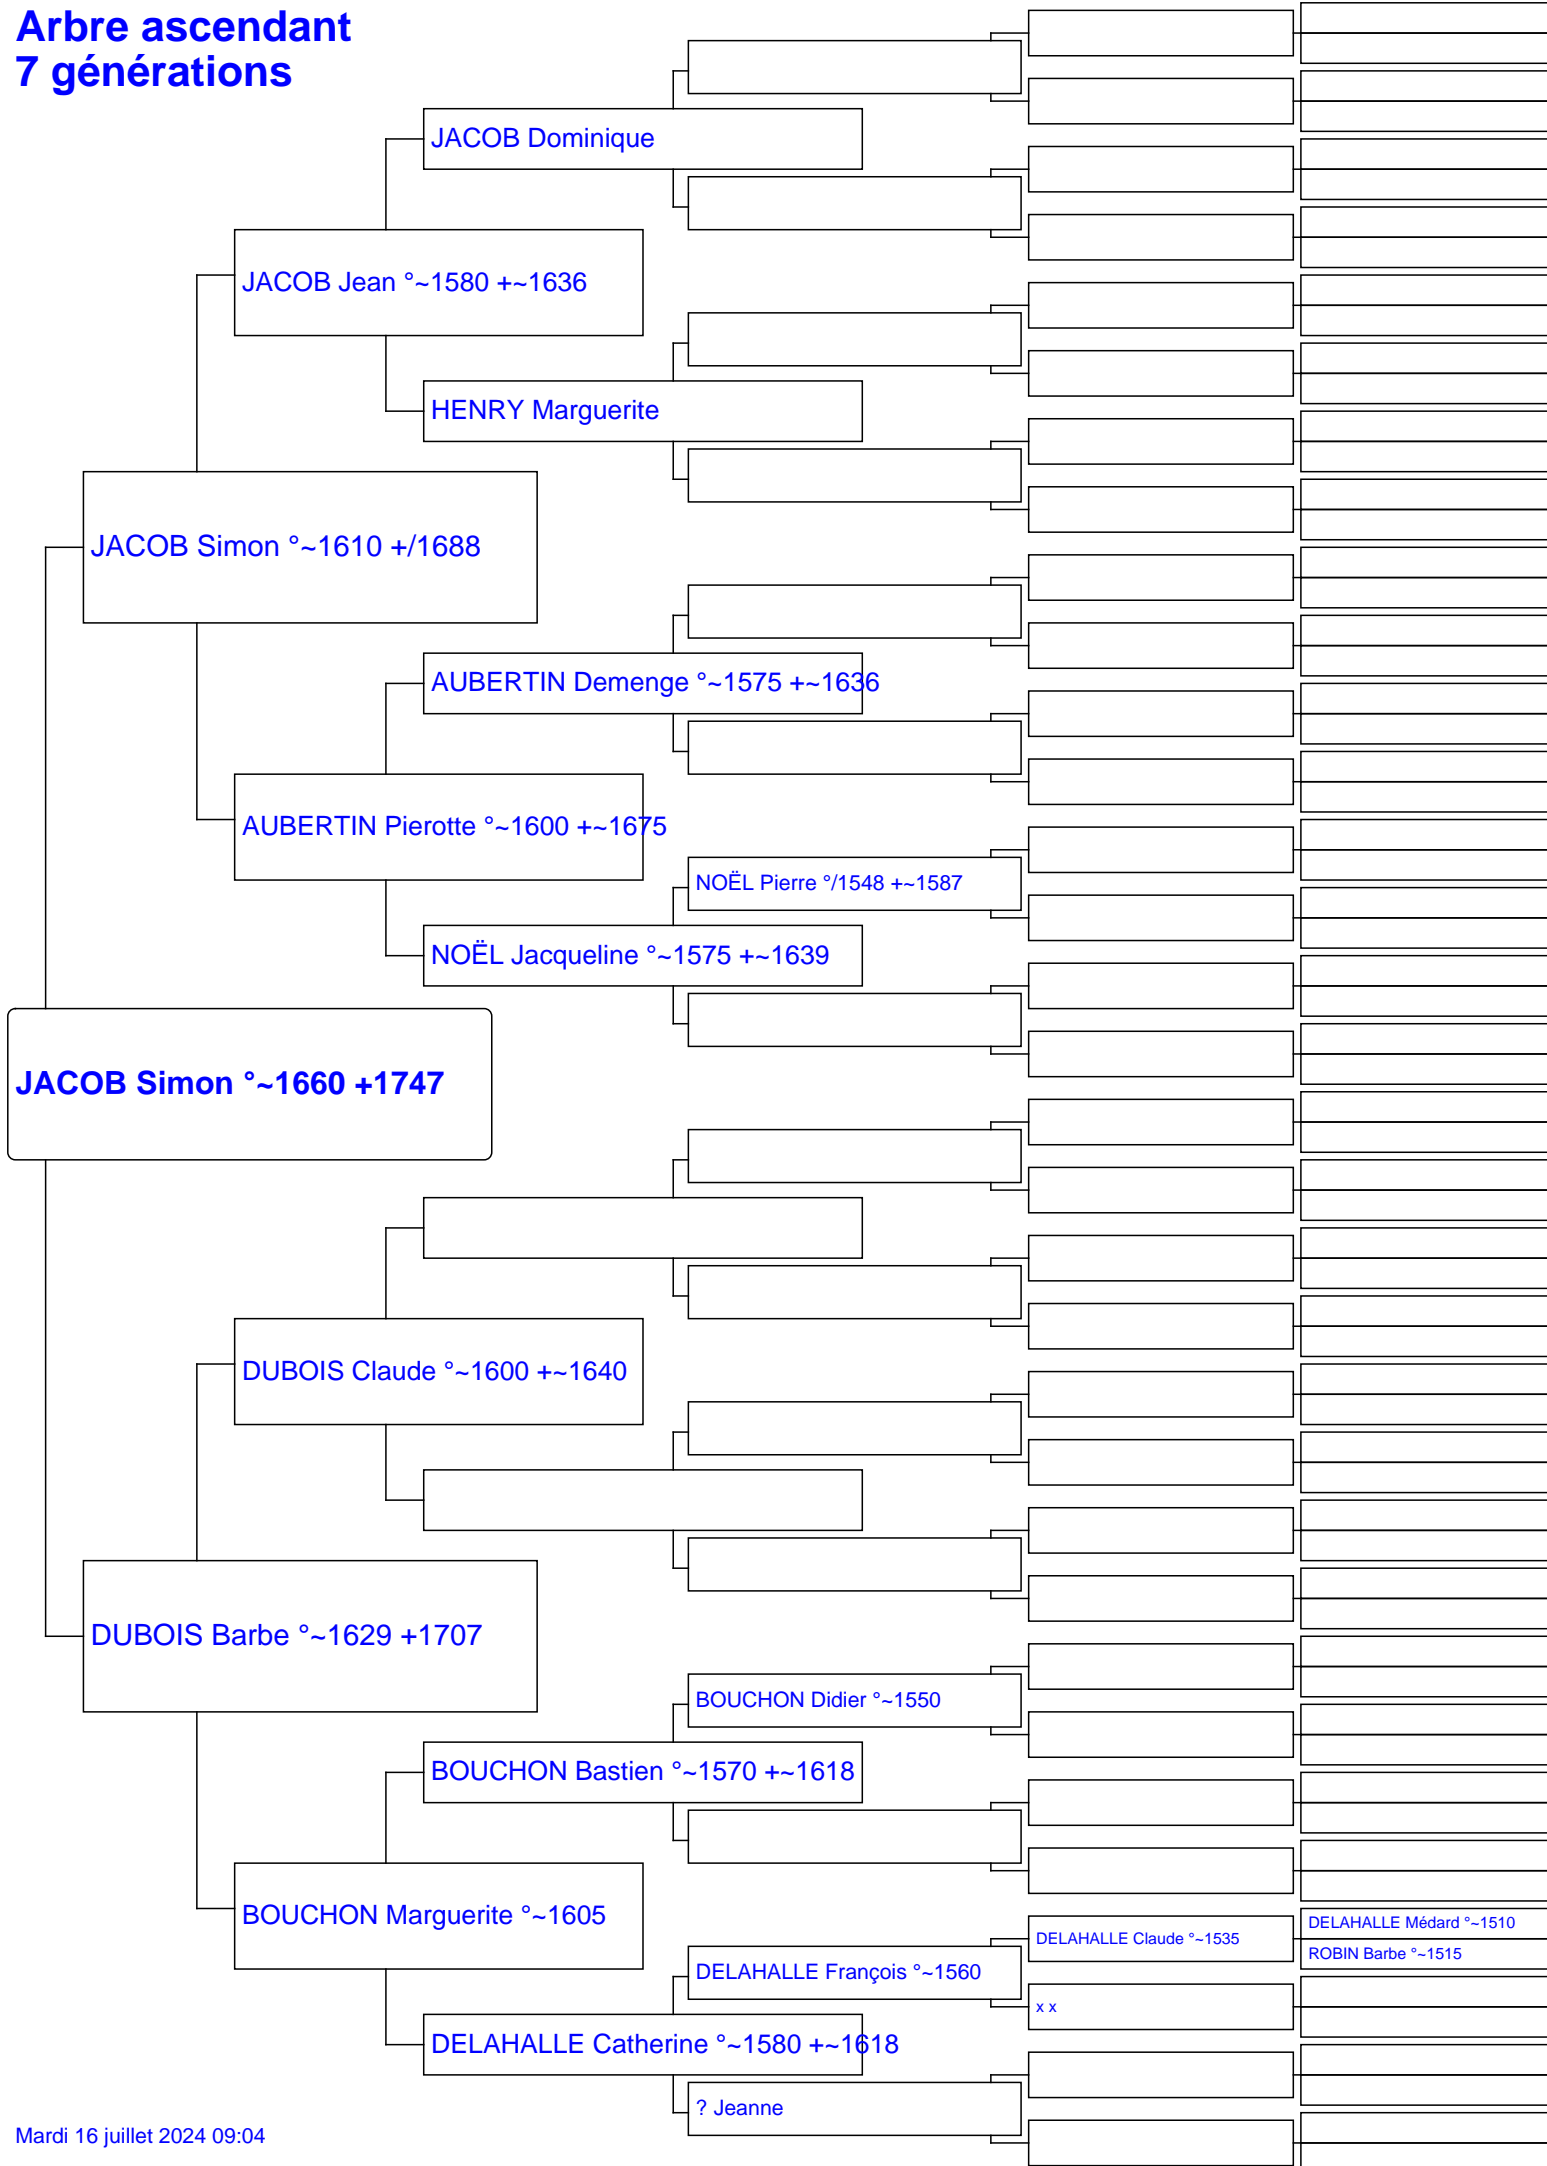 Arbre ascendant
7 générations
JACOB Dominique
JACOB Jean °~1580 +~1636
HENRY Marguerite
JACOB Simon °~1610 +/1688
AUBERTIN Demenge °~1575 +~1636
AUBERTIN Pierotte °~1600 +~1675
NOËL Pierre °/1548 +~1587
NOËL Jacqueline °~1575 +~1639
JACOB Simon °~1660 +1747
DUBOIS Claude °~1600 +~1640
DUBOIS Barbe °~1629 +1707
BOUCHON Didier °~1550
BOUCHON Bastien °~1570 +~1618
BOUCHON Marguerite °~1605
DELAHALLE Médard °~1510
DELAHALLE Claude °~1535
ROBIN Barbe °~1515
DELAHALLE François °~1560
x x
DELAHALLE Catherine °~1580 +~1618
? Jeanne
Mardi 16 juillet 2024 09:04